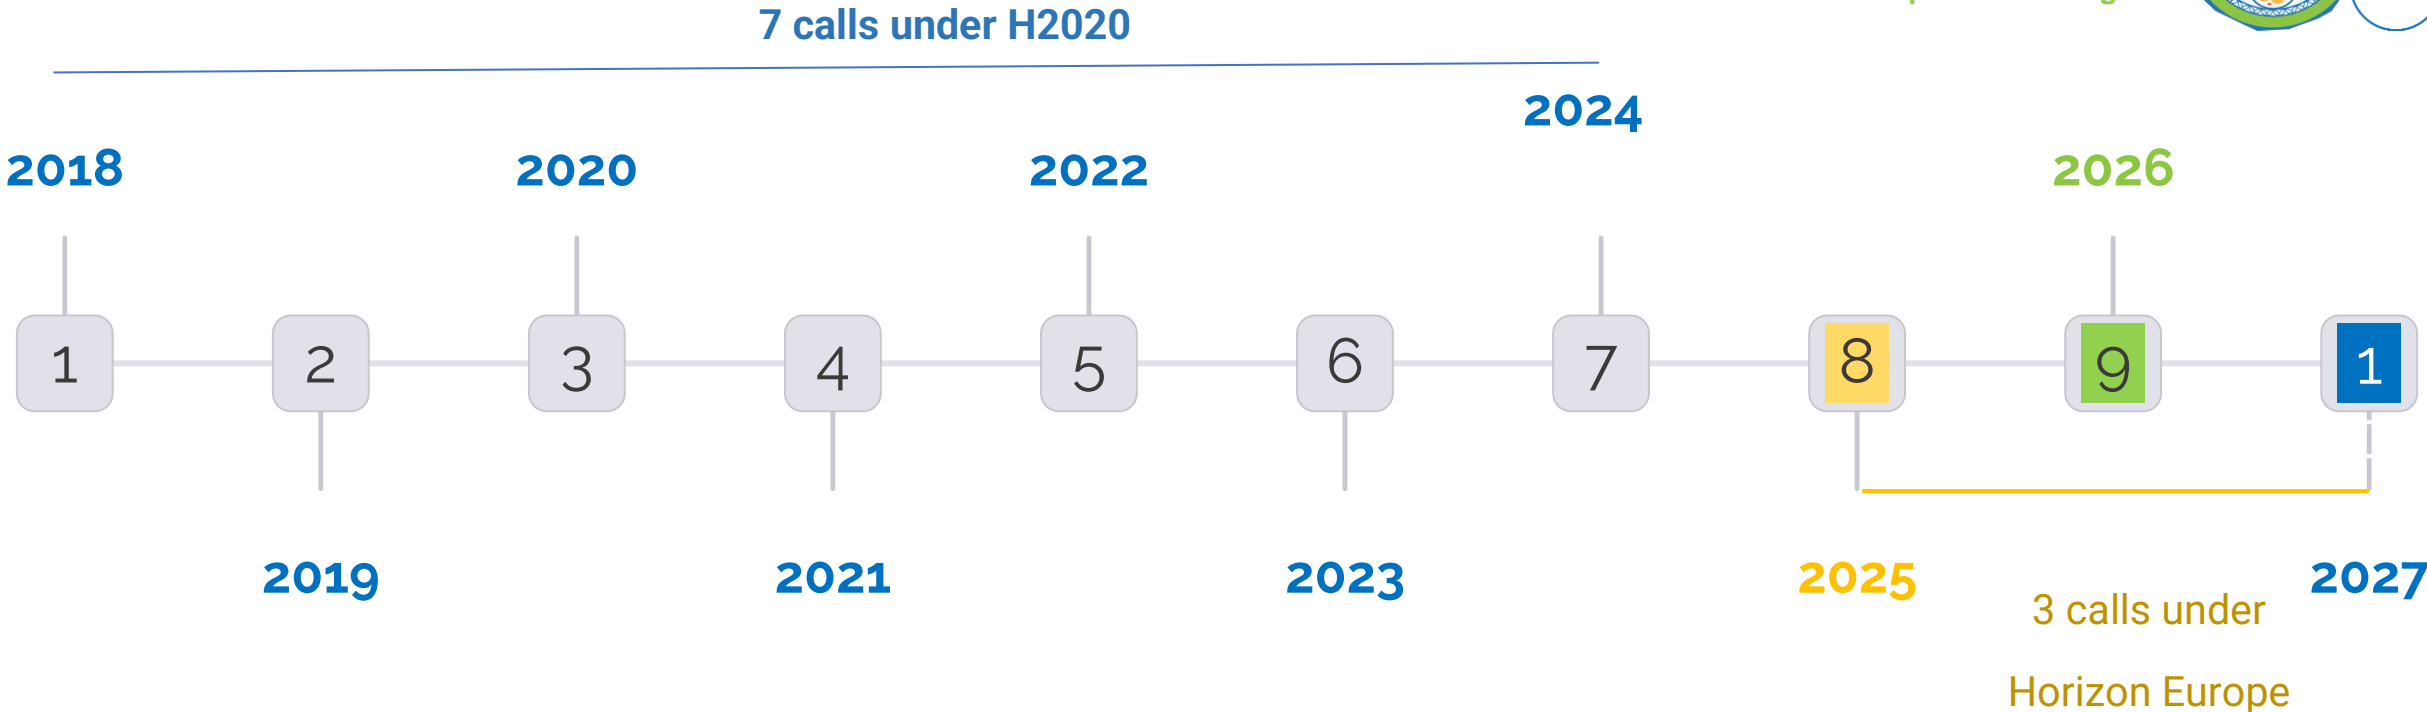 7 calls under H2020
2024
2018 2020 2022 2026
1 2 3 4 5 6 7 8 9 1
2019 2021 2023 2025 2027
3 calls under
Horizon Europe